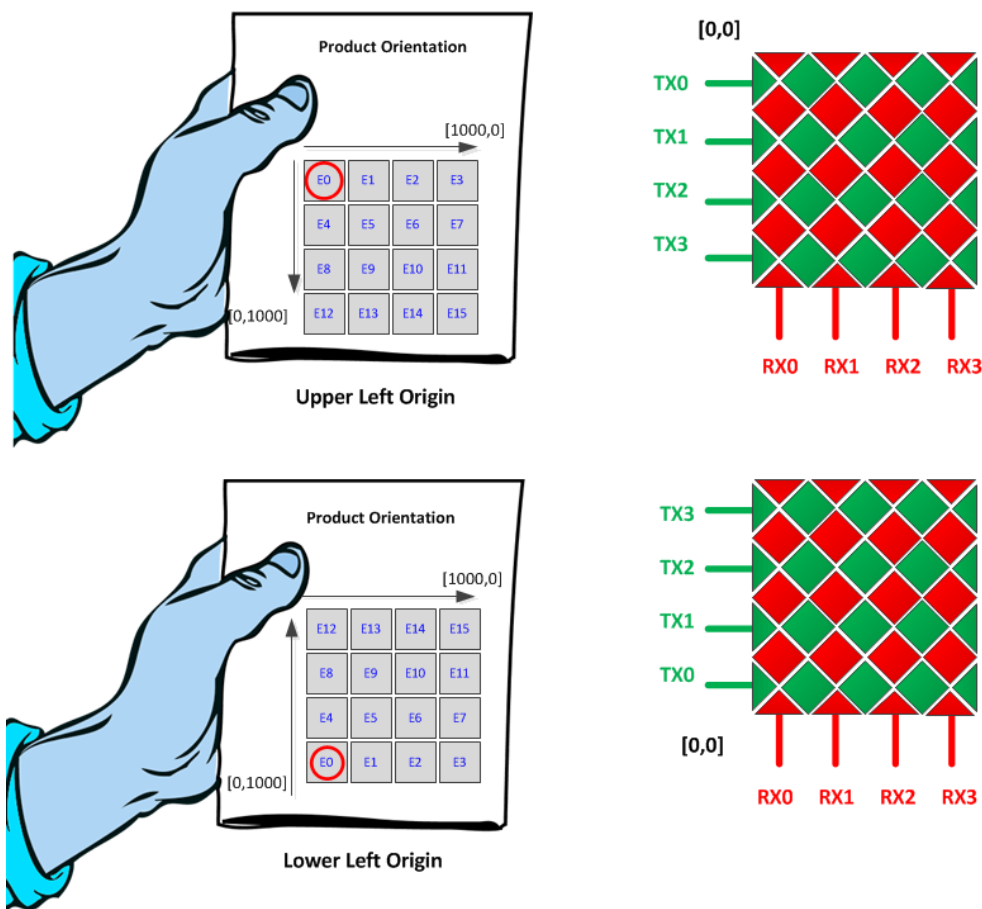 Product Orientation
[1000,0]
E0 E1 E2 E3
E4 E5 E6 E7
E8 E9 E10 E11
[0,1000]
E12 E13 E14 E15
Upper Left Origin
[0,0]
TX0
TX1
TX2
TX3
RX0 RX1 RX2 RX3
Product Orientation
[1000,0]
E12 E13 E14 E15
E8 E9 E10 E11
E4 E5 E6 E7
E0 E1 E2 E3
[0,1000]
Lower Left Origin
TX3
TX2
TX1
TX0
[0,0]
RX0 RX1 RX2 RX3